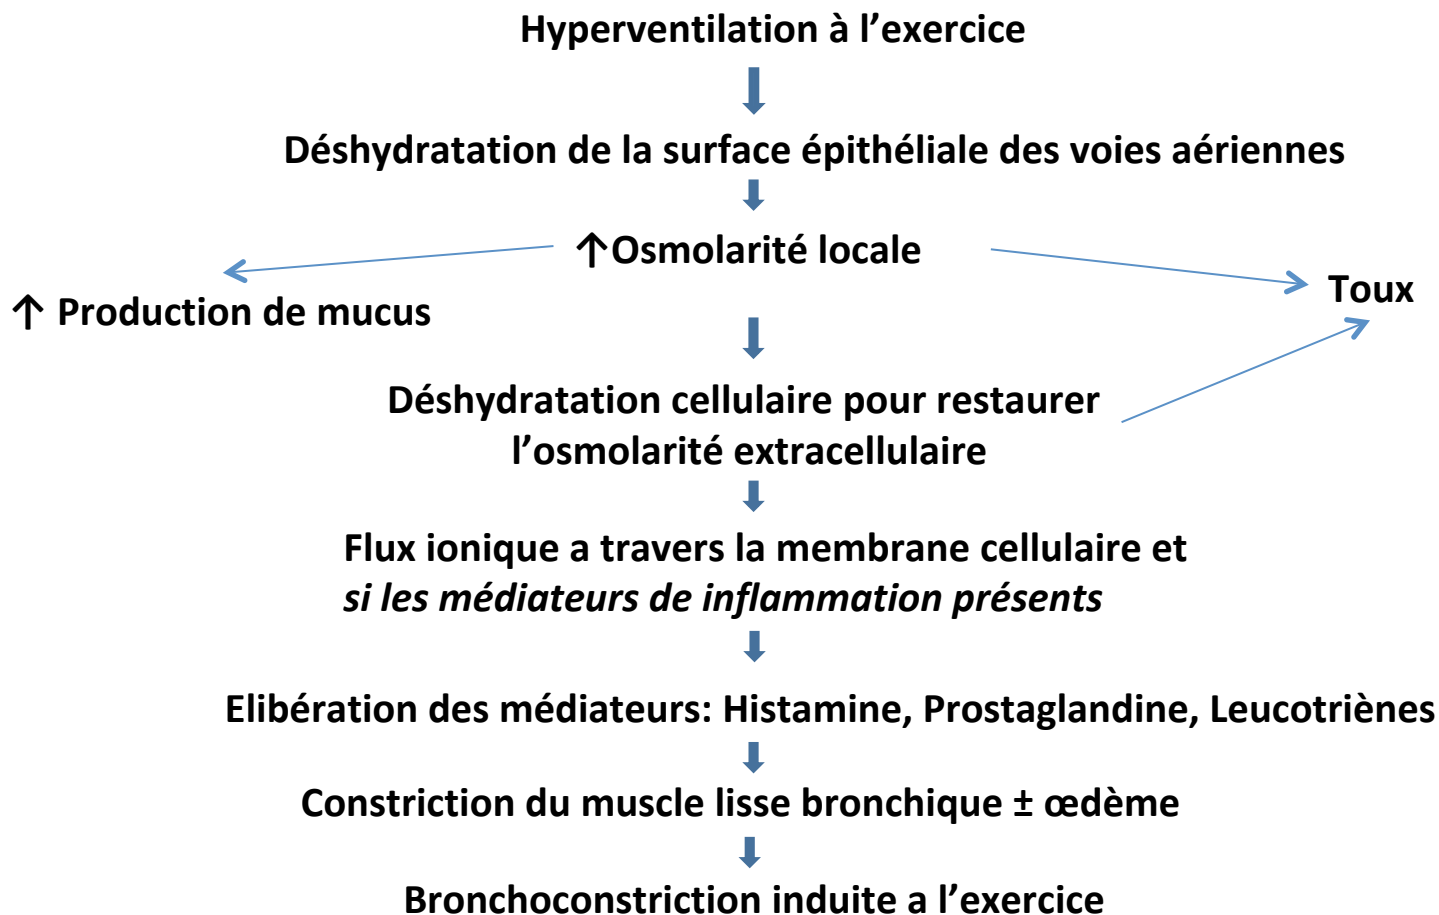 Hyperventilation à l’exercice
Déshydratation de la surface épithéliale des voies aériennes
↑Osmolarité locale
Toux
↑ Production de mucus
Déshydratation cellulaire pour restaurer
l’osmolarité extracellulaire
Flux ionique a travers la membrane cellulaire et
si les médiateurs de inflammation présents
Elibération des médiateurs: Histamine, Prostaglandine, Leucotriènes
Constriction du muscle lisse bronchique ± œdème
Bronchoconstriction induite a l’exercice